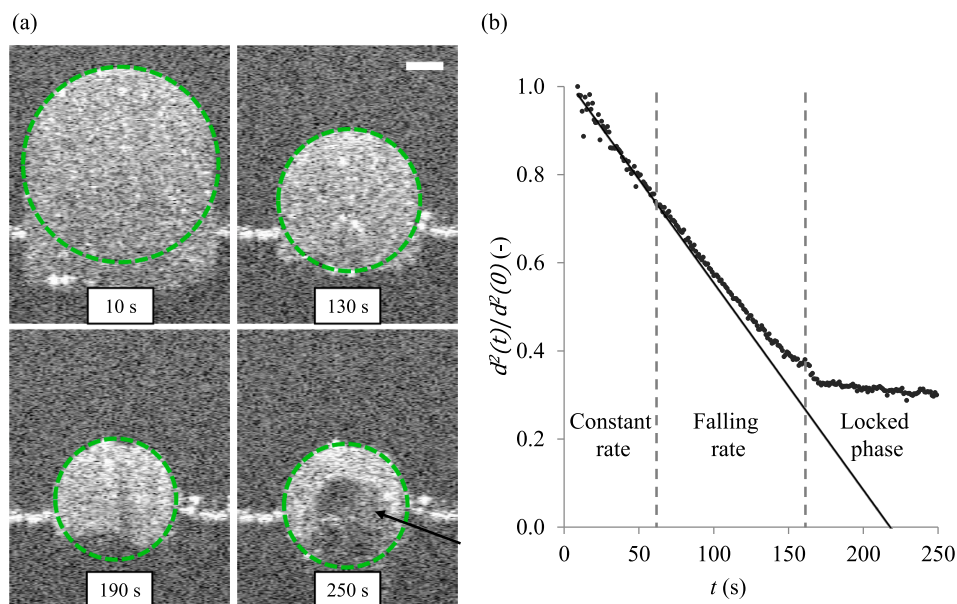 (a)
10 s
130 s
190 s
250 s
(b)
d²(t)/d²(0) (-)
1.0
0.8
0.6
0.4
0.2
0.0
Constant
rate
Falling
rate
Locked
phase
0
50
100
150
200
250
t (s)